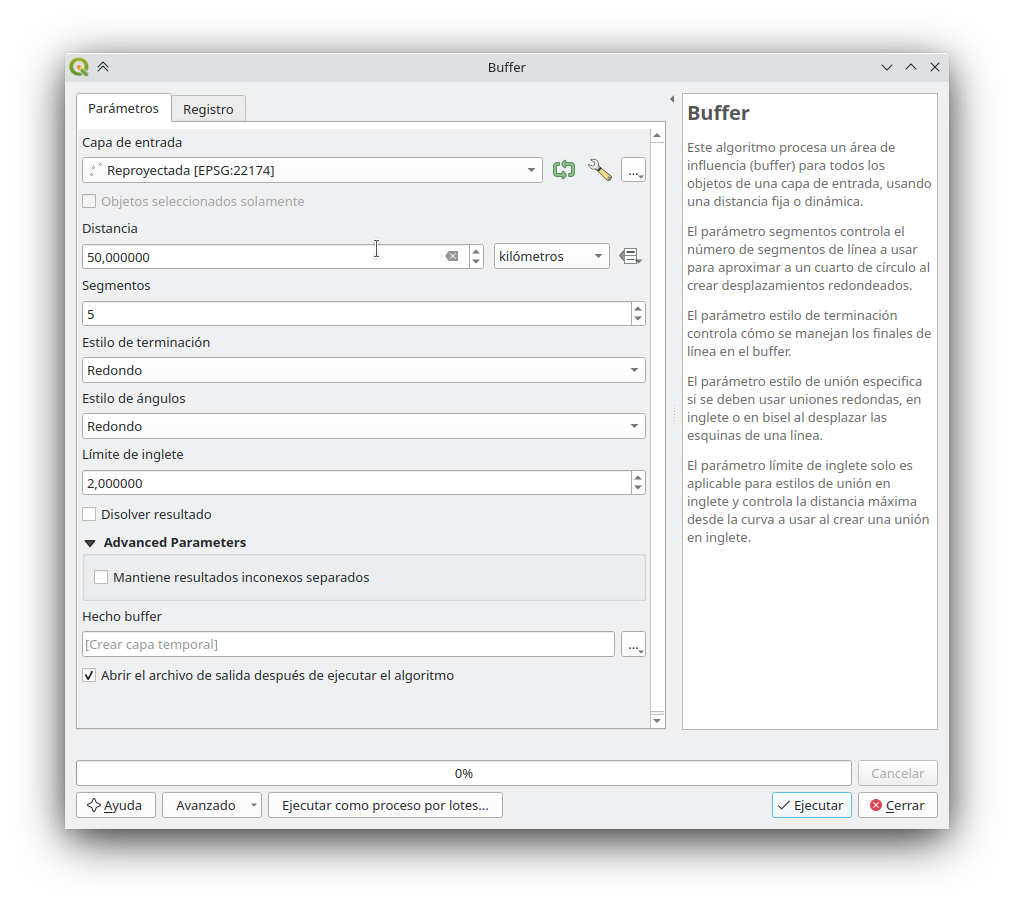 Buffer
Parámetros
Registro
Capa de entrada
Reproyectada [EPSG:22174]
...
Objetos seleccionados solamente
Distancia
50,000000
kilómetros
Segmentos
5
Estilo de terminación
Redondo
Estilo de ángulos
Redondo
Límite de inglete
2,000000
Disolver resultado
Advanced Parameters
Mantiene resultados inconexos separados
Hecho buffer
[Crear capa temporal]
...
Abrir el archivo de salida después de ejecutar el algoritmo
Buffer
Este algoritmo procesa un área de
influencia (buffer) para todos los
objetos de una capa de entrada, usando
una distancia fija o dinámica.
El parámetro segmentos controla el
número de segmentos de línea a usar
para aproximar a un cuarto de círculo al
crear desplazamientos redondeados.
El parámetro estilo de terminación
controla cómo se manejan los finales de
línea en el buffer.
El parámetro estilo de unión especifica
si se deben usar uniones redondas, en
inglete o en bisel al desplazar las
esquinas de una línea.
El parámetro límite de inglete solo es
aplicable para estilos de unión en
inglete y controla la distancia máxima
desde la curva a usar al crear una unión
en inglete.
0%
Cancelar
Ayuda
Avanzado
Ejecutar como proceso por lotes...
Ejecutar
Cerrar